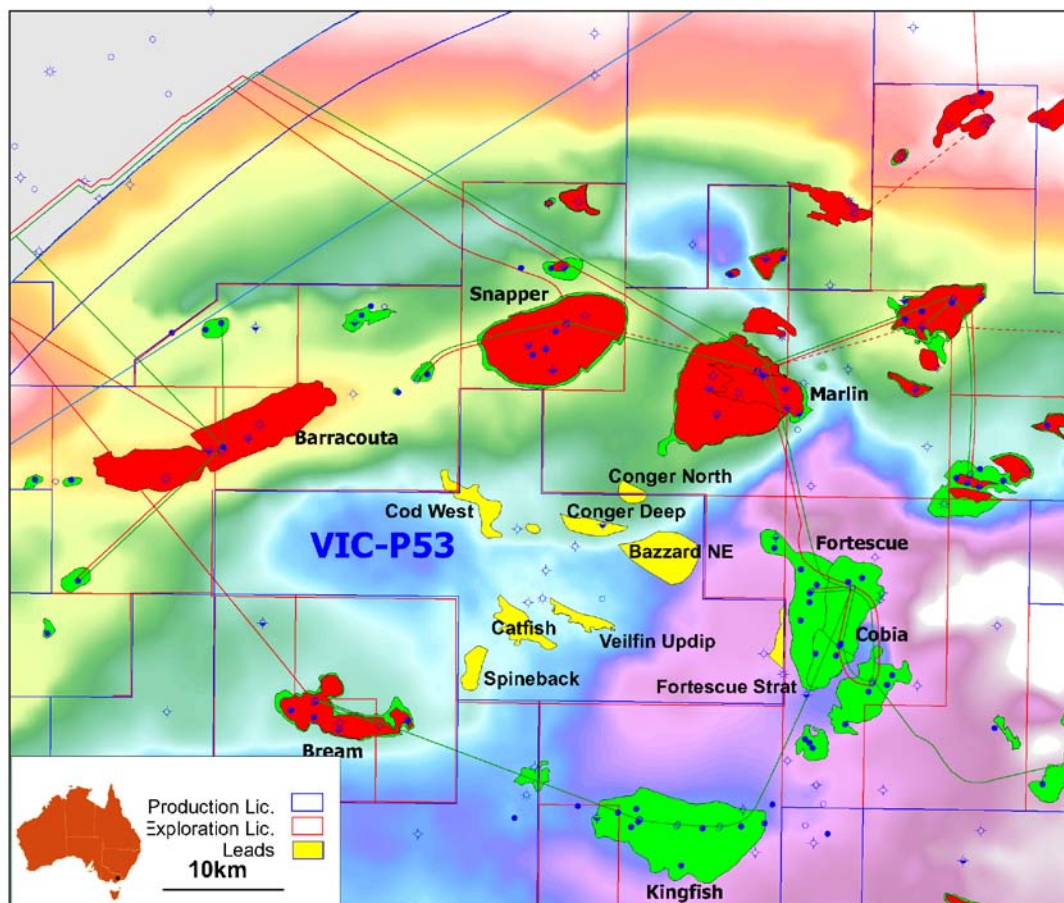 Snapper
Marlin
Barracouta
Conger North
Cod West
Conger Deep
VIC-P53
Bazzard NE
Fortescue
Catfish
Veilfin Updip
Cobia
Spineback
Fortescue Strat
Bream
Production Lic.
Exploration Lic.
Leads
10km
Kingfish